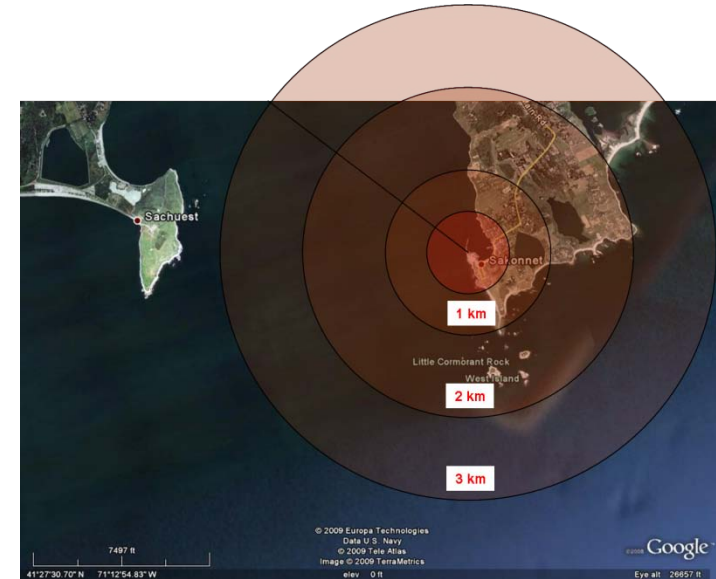 Sachuest
Sakonnet
1 km
Little Cormorant Rock
West Island
2 km
3 km
© 2009 Europa Technologies
Data U.S. Navy
© 2009 Tele Atlas
Image © 2009 TerraMetrics
7497 ft
©2009 Google™
41°27'30.70" N 71°12'54.83" W
elev 0 ft
Eye alt 26657 ft